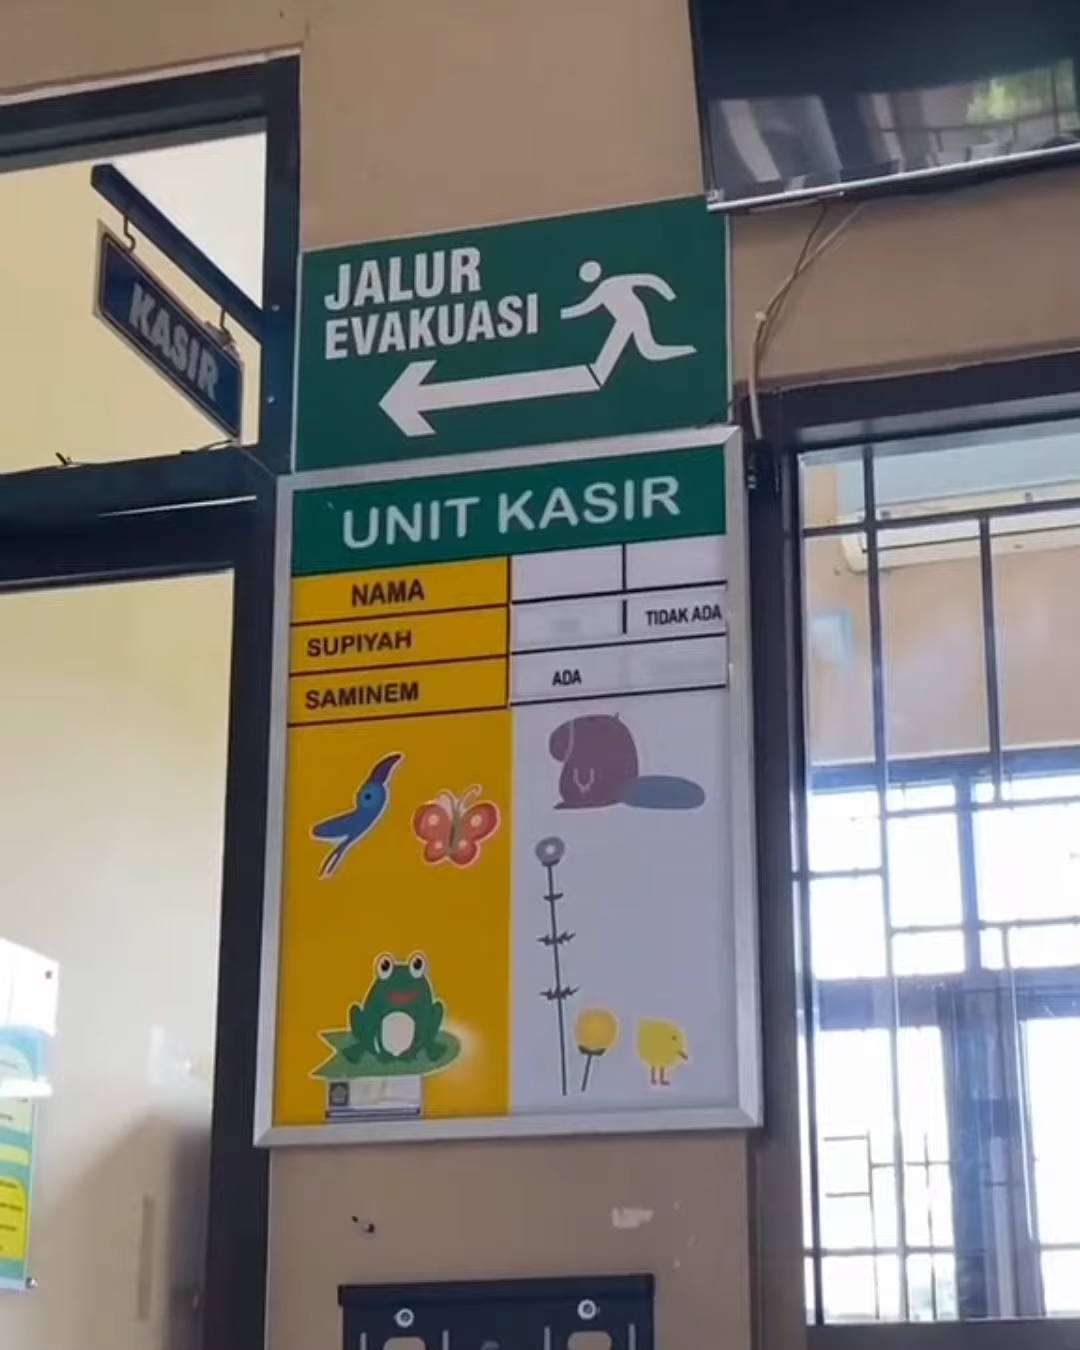 KASIR
JALUR
EVAKUASI
UNIT KASIR
NAMA
SUPIYAH TIDAK ADA
SAMINEM ADA